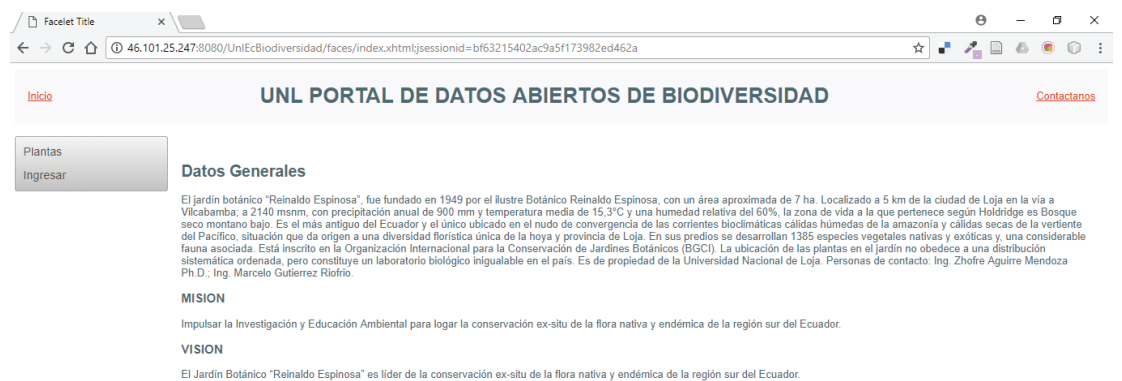 Facelet Title
46.101.25.247:8080/UnlEcBiodiversidad/faces/index.xhtml;jsessionid=bf63215402ac9a5f173982ed462a
Inicio
UNL PORTAL DE DATOS ABIERTOS DE BIODIVERSIDAD
Contactanos
Plantas
Ingresar
Datos Generales
El jardín botánico “Reinaldo Espinosa”, fue fundado en 1949 por el ilustre Botánico Reinaldo Espinosa, con un área aproximada de 7 ha. Localizado a 5 km de la ciudad de Loja en la vía a
Vilcabamba; a 2140 msnm, con precipitación anual de 900 mm y temperatura media de 15,3°C y una humedad relativa del 60%, la zona de vida a la que pertenece según Holdridge es Bosque
seco montano bajo. Es el más antiguo del Ecuador y el único ubicado en el nudo de convergencia de las corrientes bioclimáticas cálidas húmedas de la amazonía y cálidas secas de la vertiente
del Pacífico, situación que da origen a una diversidad florística única de la hoya y provincia de Loja. En sus predios se desarrollan 1385 especies vegetales nativas y exóticas y, una considerable
fauna asociada. Está inscrito en la Organización Internacional para la Conservación de Jardines Botánicos (BGCI). La ubicación de las plantas en el jardín no obedece a una distribución
sistemática ordenada, pero constituye un laboratorio biológico inigualable en el país. Es de propiedad de la Universidad Nacional de Loja. Personas de contacto: Ing. Zhofre Aguirre Mendoza
Ph.D.; Ing. Marcelo Gutierrez Riofrio.
MISION
Impulsar la Investigación y Educación Ambiental para logar la conservación ex-situ de la flora nativa y endémica de la región sur del Ecuador.
VISION
El Jardín Botánico “Reinaldo Espinosa” es líder de la conservación ex-situ de la flora nativa y endémica de la región sur del Ecuador.